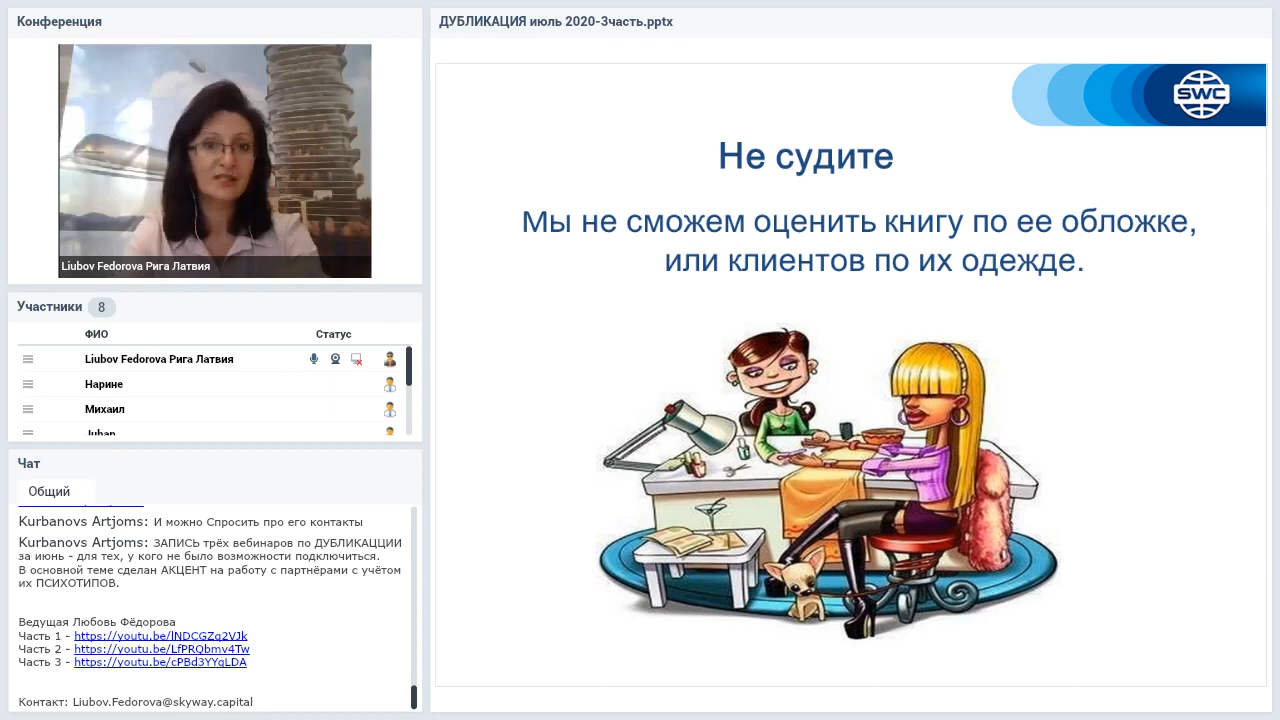 Конференция
Liubov Fedorova Рига Латвия
Участники 8
ФИО Статус
Liubov Fedorova Рига Латвия
Нарине
Михаил
Чат
Общий
Kurbanovs Artjoms: И можно Спросить про его контакты
Kurbanovs Artjoms: ЗАПИСЬ трёх вебинаров по ДУБЛИКАЦИИ
за июнь - для тех, у кого не было возможности подключиться.
В основной теме сделан АКЦЕНТ на работу с партнёрами с учётом
их ПСИХОТИПОВ.
Ведущая Любовь Фёдорова
Часть 1 - https://youtu.be/lNDCGZq2VJk
Часть 2 - https://youtu.be/LfPRQbmv4Tw
Часть 3 - https://youtu.be/cPBd3YYqLDA
Контакт: Liubov.Fedorova@skyway.capital
ДУБЛИКАЦИЯ июль 2020-3часть.pptx
SWC
Не судите
Мы не сможем оценить книгу по ее обложке,
или клиентов по их одежде.